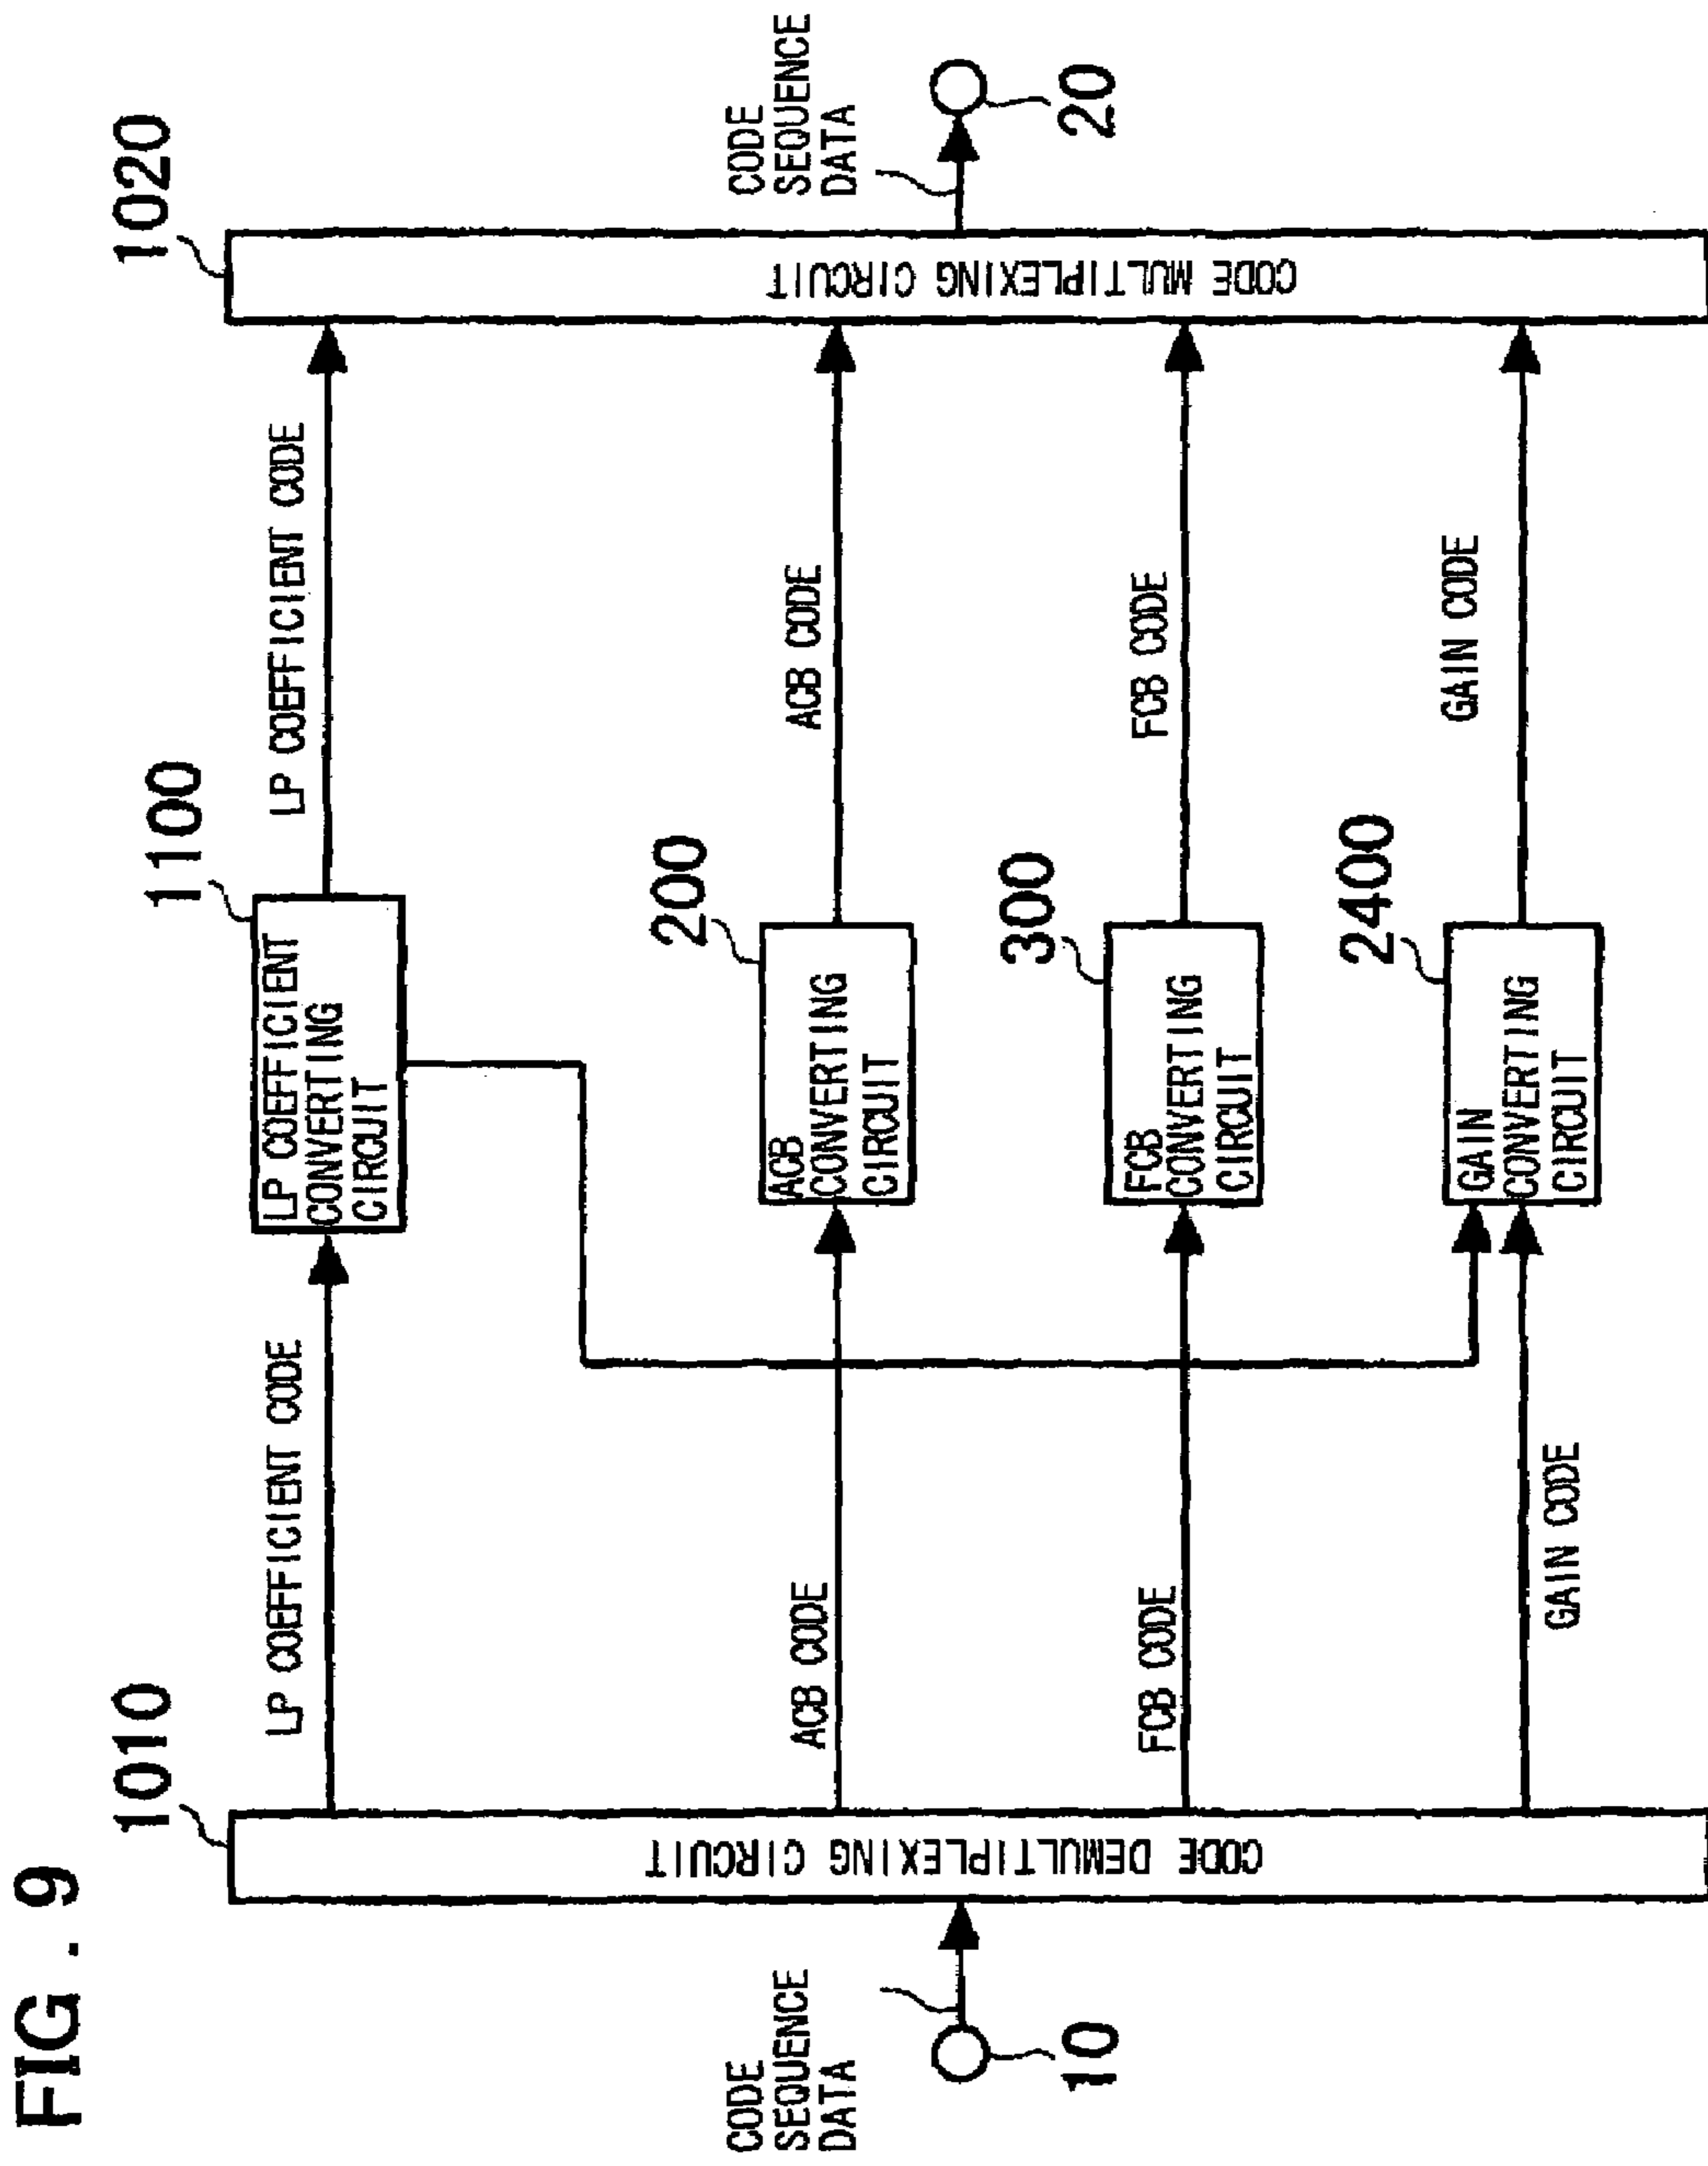 FIG. 9
1010
1100
1020
LP COEFFICIENT CODE
LP COEFFICIENT
CONVERTING
CIRCUIT
LP COEFFICIENT CODE
200
CODE
SEQUENCE
DATA
10
CODE DEMULTIPLEXING CIRCUIT
ACB CODE
ACB
CONVERTING
CIRCUIT
ACB CODE
CODE MULTIPLEXING CIRCUIT
CODE
SEQUENCE
DATA
20
300
FCB CODE
FCB
CONVERTING
CIRCUIT
FCB CODE
2400
GAIN CODE
GAIN
CONVERTING
CIRCUIT
GAIN CODE